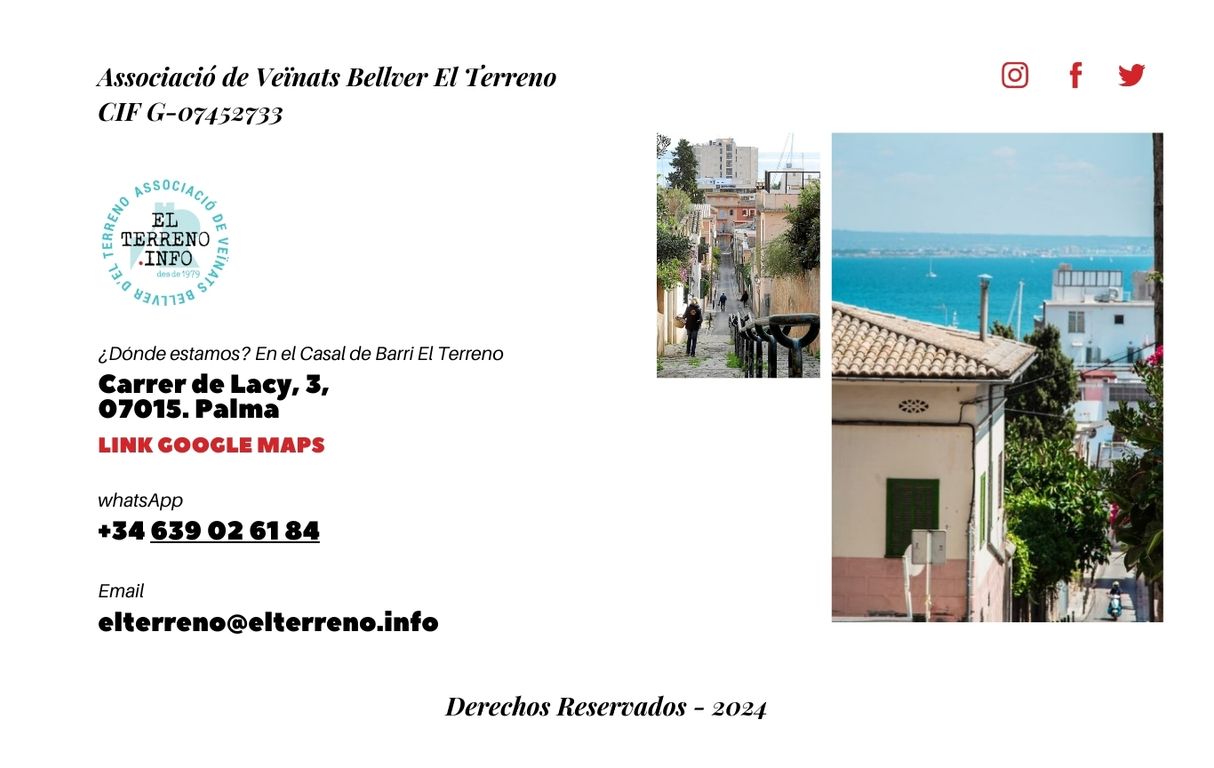 Associació de Veïnats Bellver El Terreno
CIF G-07452733
ASSOCIACIÓ DE VEÏNATS BELLVER D'EL TERRENO
EL
TERRENO
.INFO
des de 1979
¿Dónde estamos? En el Casal de Barri El Terreno
Carrer de Lacy, 3,
07015. Palma
LINK GOOGLE MAPS
whatsApp
+34 639 02 61 84
Email
elterreno@elterreno.info
Derechos Reservados - 2024